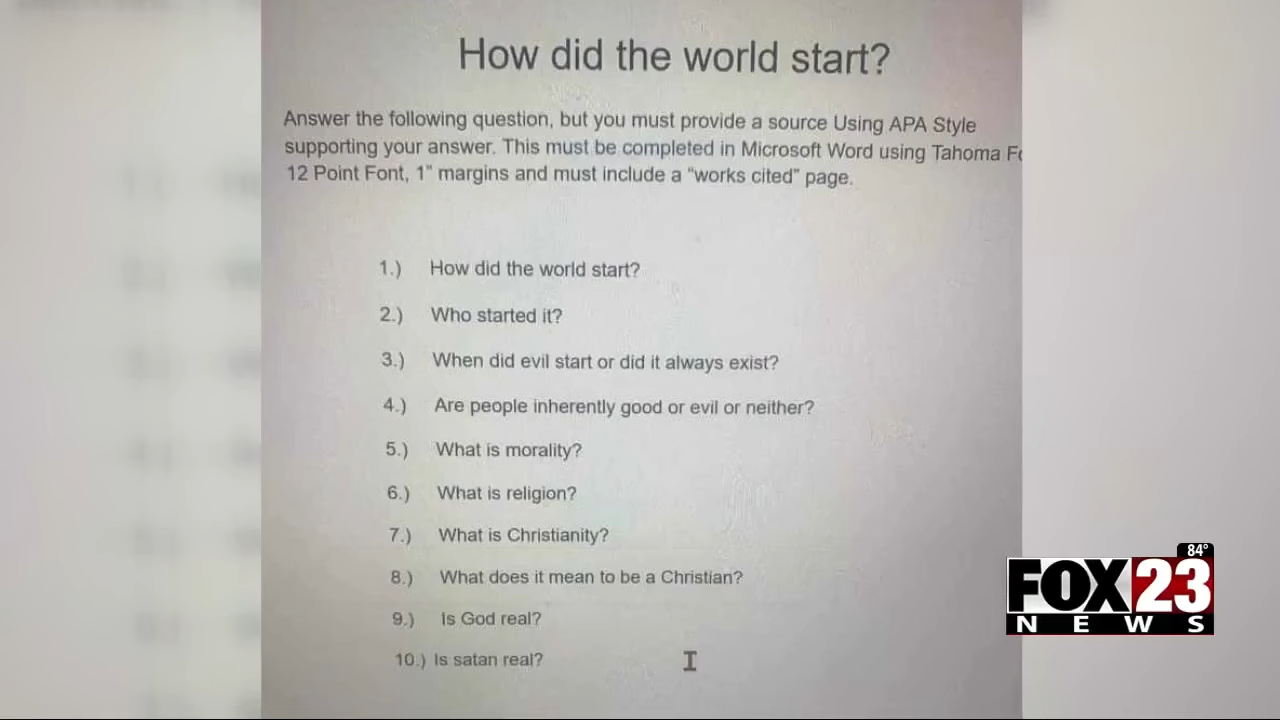 How did the world start?
Answer the following question, but you must provide a source Using APA Style
supporting your answer. This must be completed in Microsoft Word using Tahoma
12 Point Font, 1" margins and must include a "works cited" page.
1.) How did the world start?
2.) Who started it?
3.) When did evil start or did it always exist?
4.) Are people inherently good or evil or neither?
5.) What is morality?
6.) What is religion?
7.) What is Christianity?
8.) What does it mean to be a Christian?
9.) Is God real?
10.) Is satan real?
84°
FOX 23
NEWS